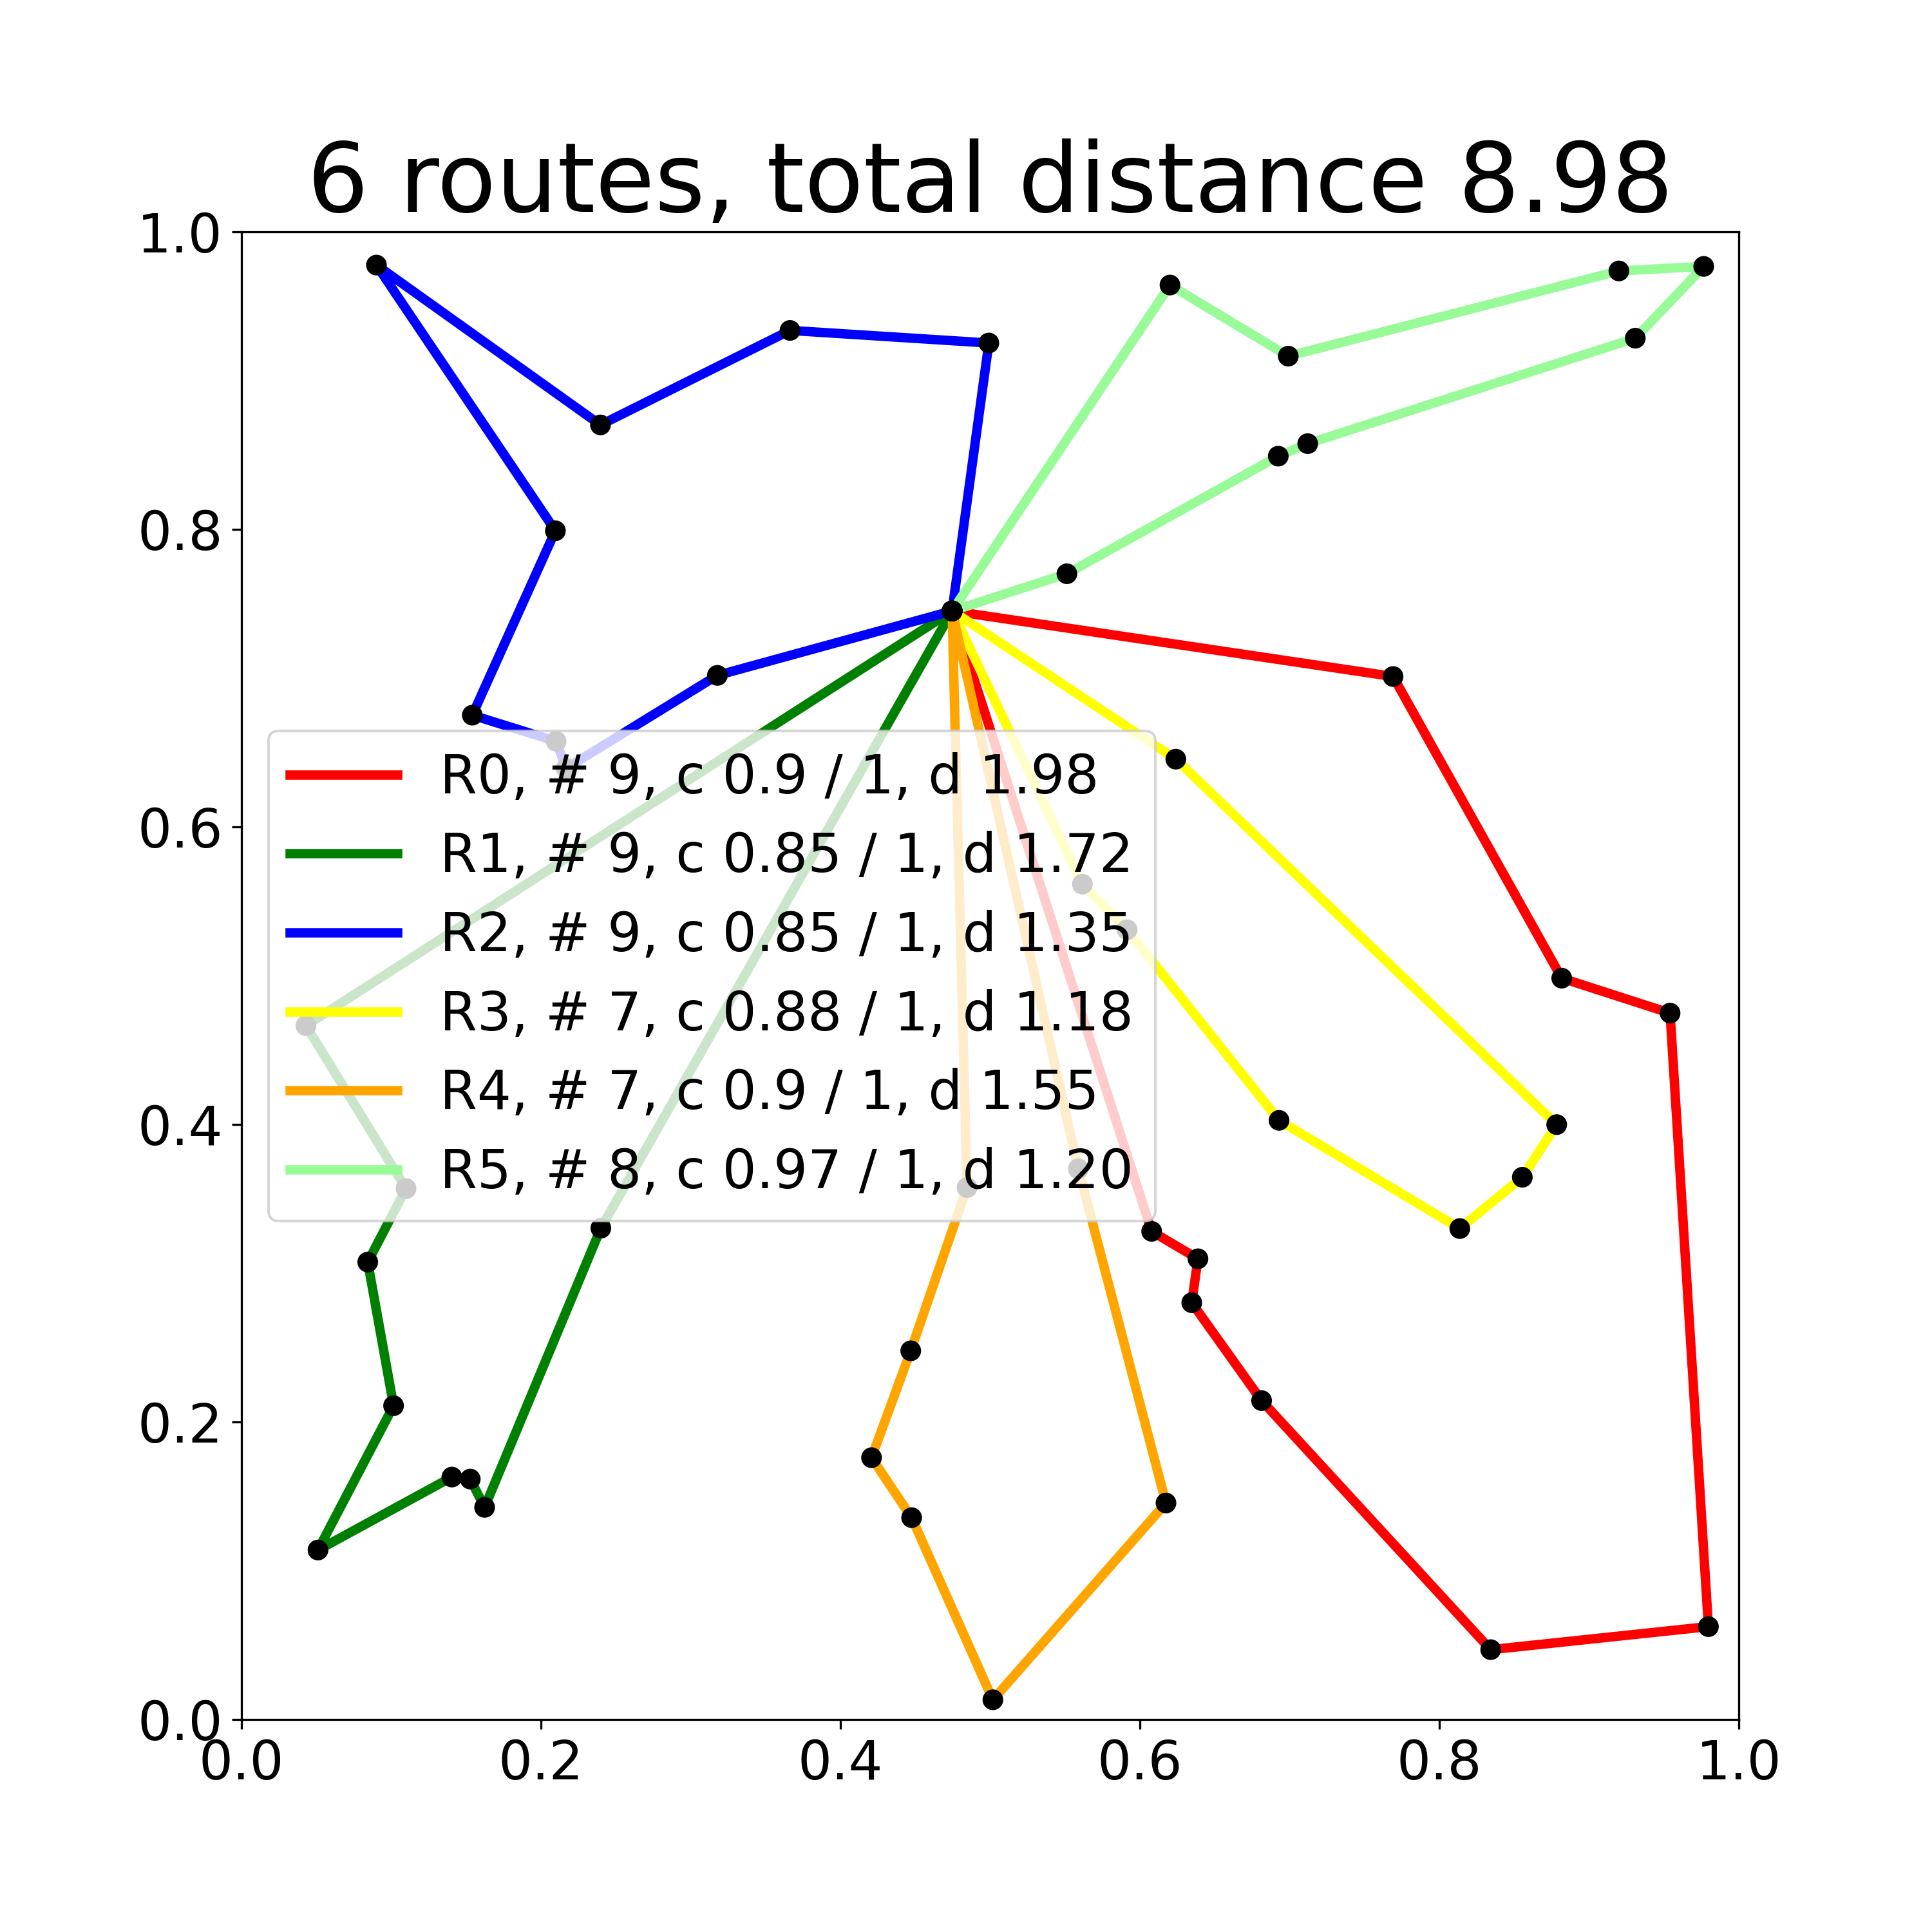 6 routes, total distance 8.98
1.0
0.8
0.6
0.4
0.2
0.0
R0, # 9, c 0.9 / 1, d 1.98
R1, # 9, c 0.85 / 1, d 1.72
R2, # 9, c 0.85 / 1, d 1.35
R3, # 7, c 0.88 / 1, d 1.18
R4, # 7, c 0.9 / 1, d 1.55
R5, # 8, c 0.97 / 1, d 1.20
0.0 0.2 0.4 0.6 0.8 1.0